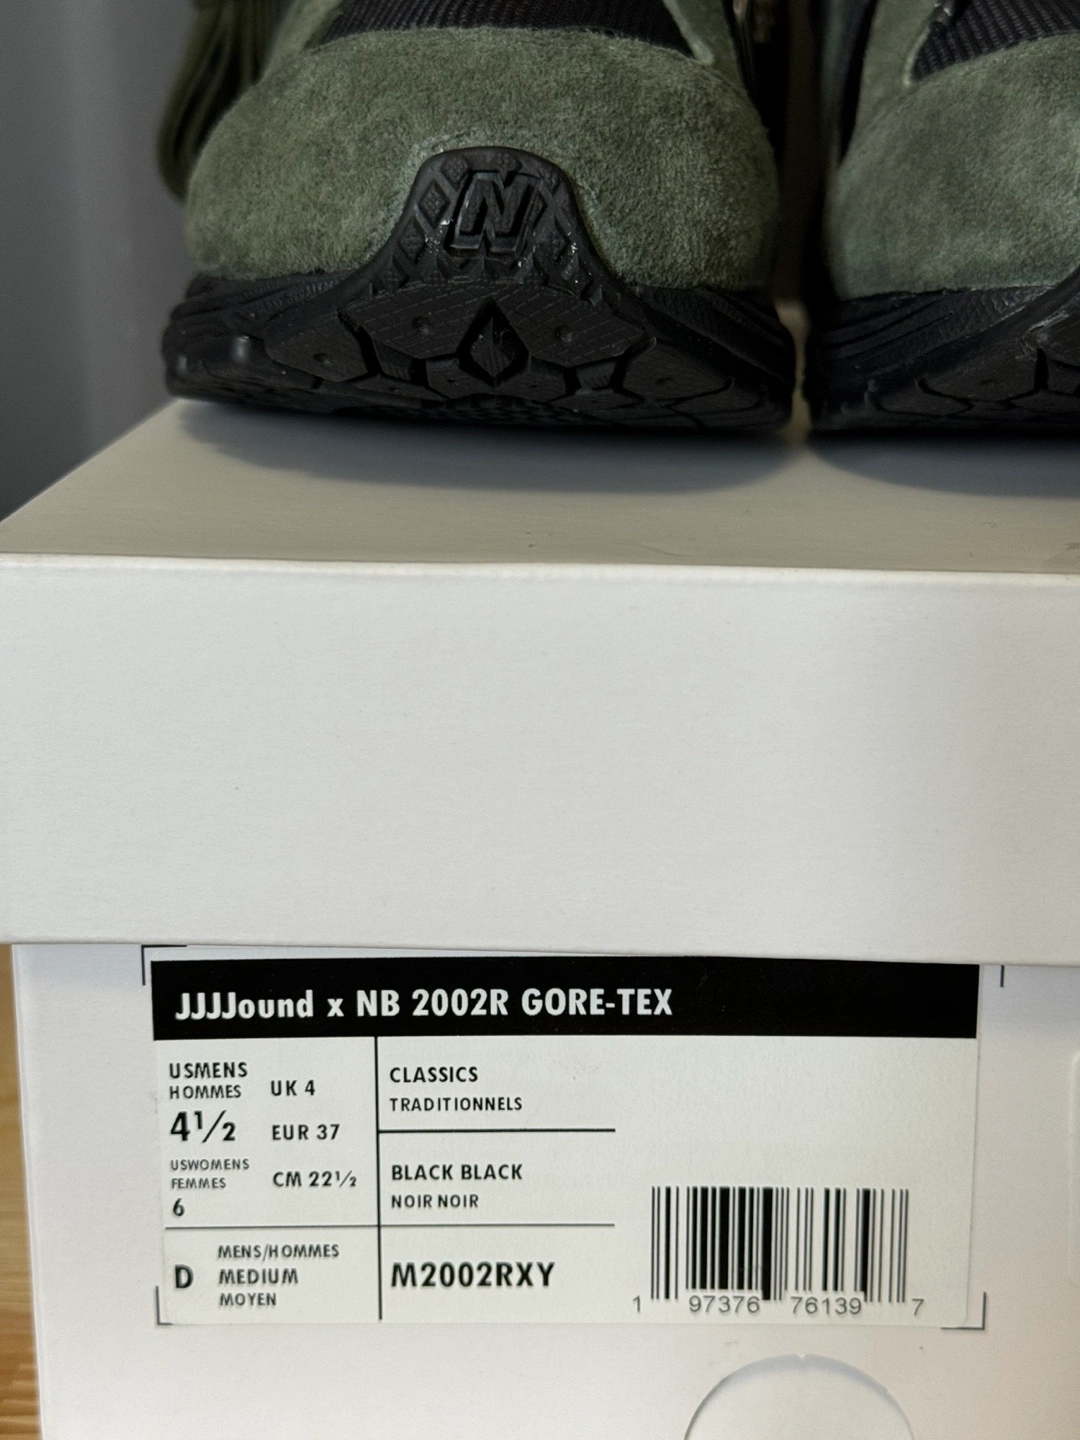 N
JJJJound x NB 2002R GORE-TEX
USMENS
HOMMES
4½
USWOMENS
FEMMES
6
UK 4
EUR 37
CM 22½
CLASSICS
TRADITIONNELS
BLACK BLACK
NOIR NOIR
D
MENS/HOMMES
MEDIUM
MOYEN
M2002RXY
1 97376 76139 7